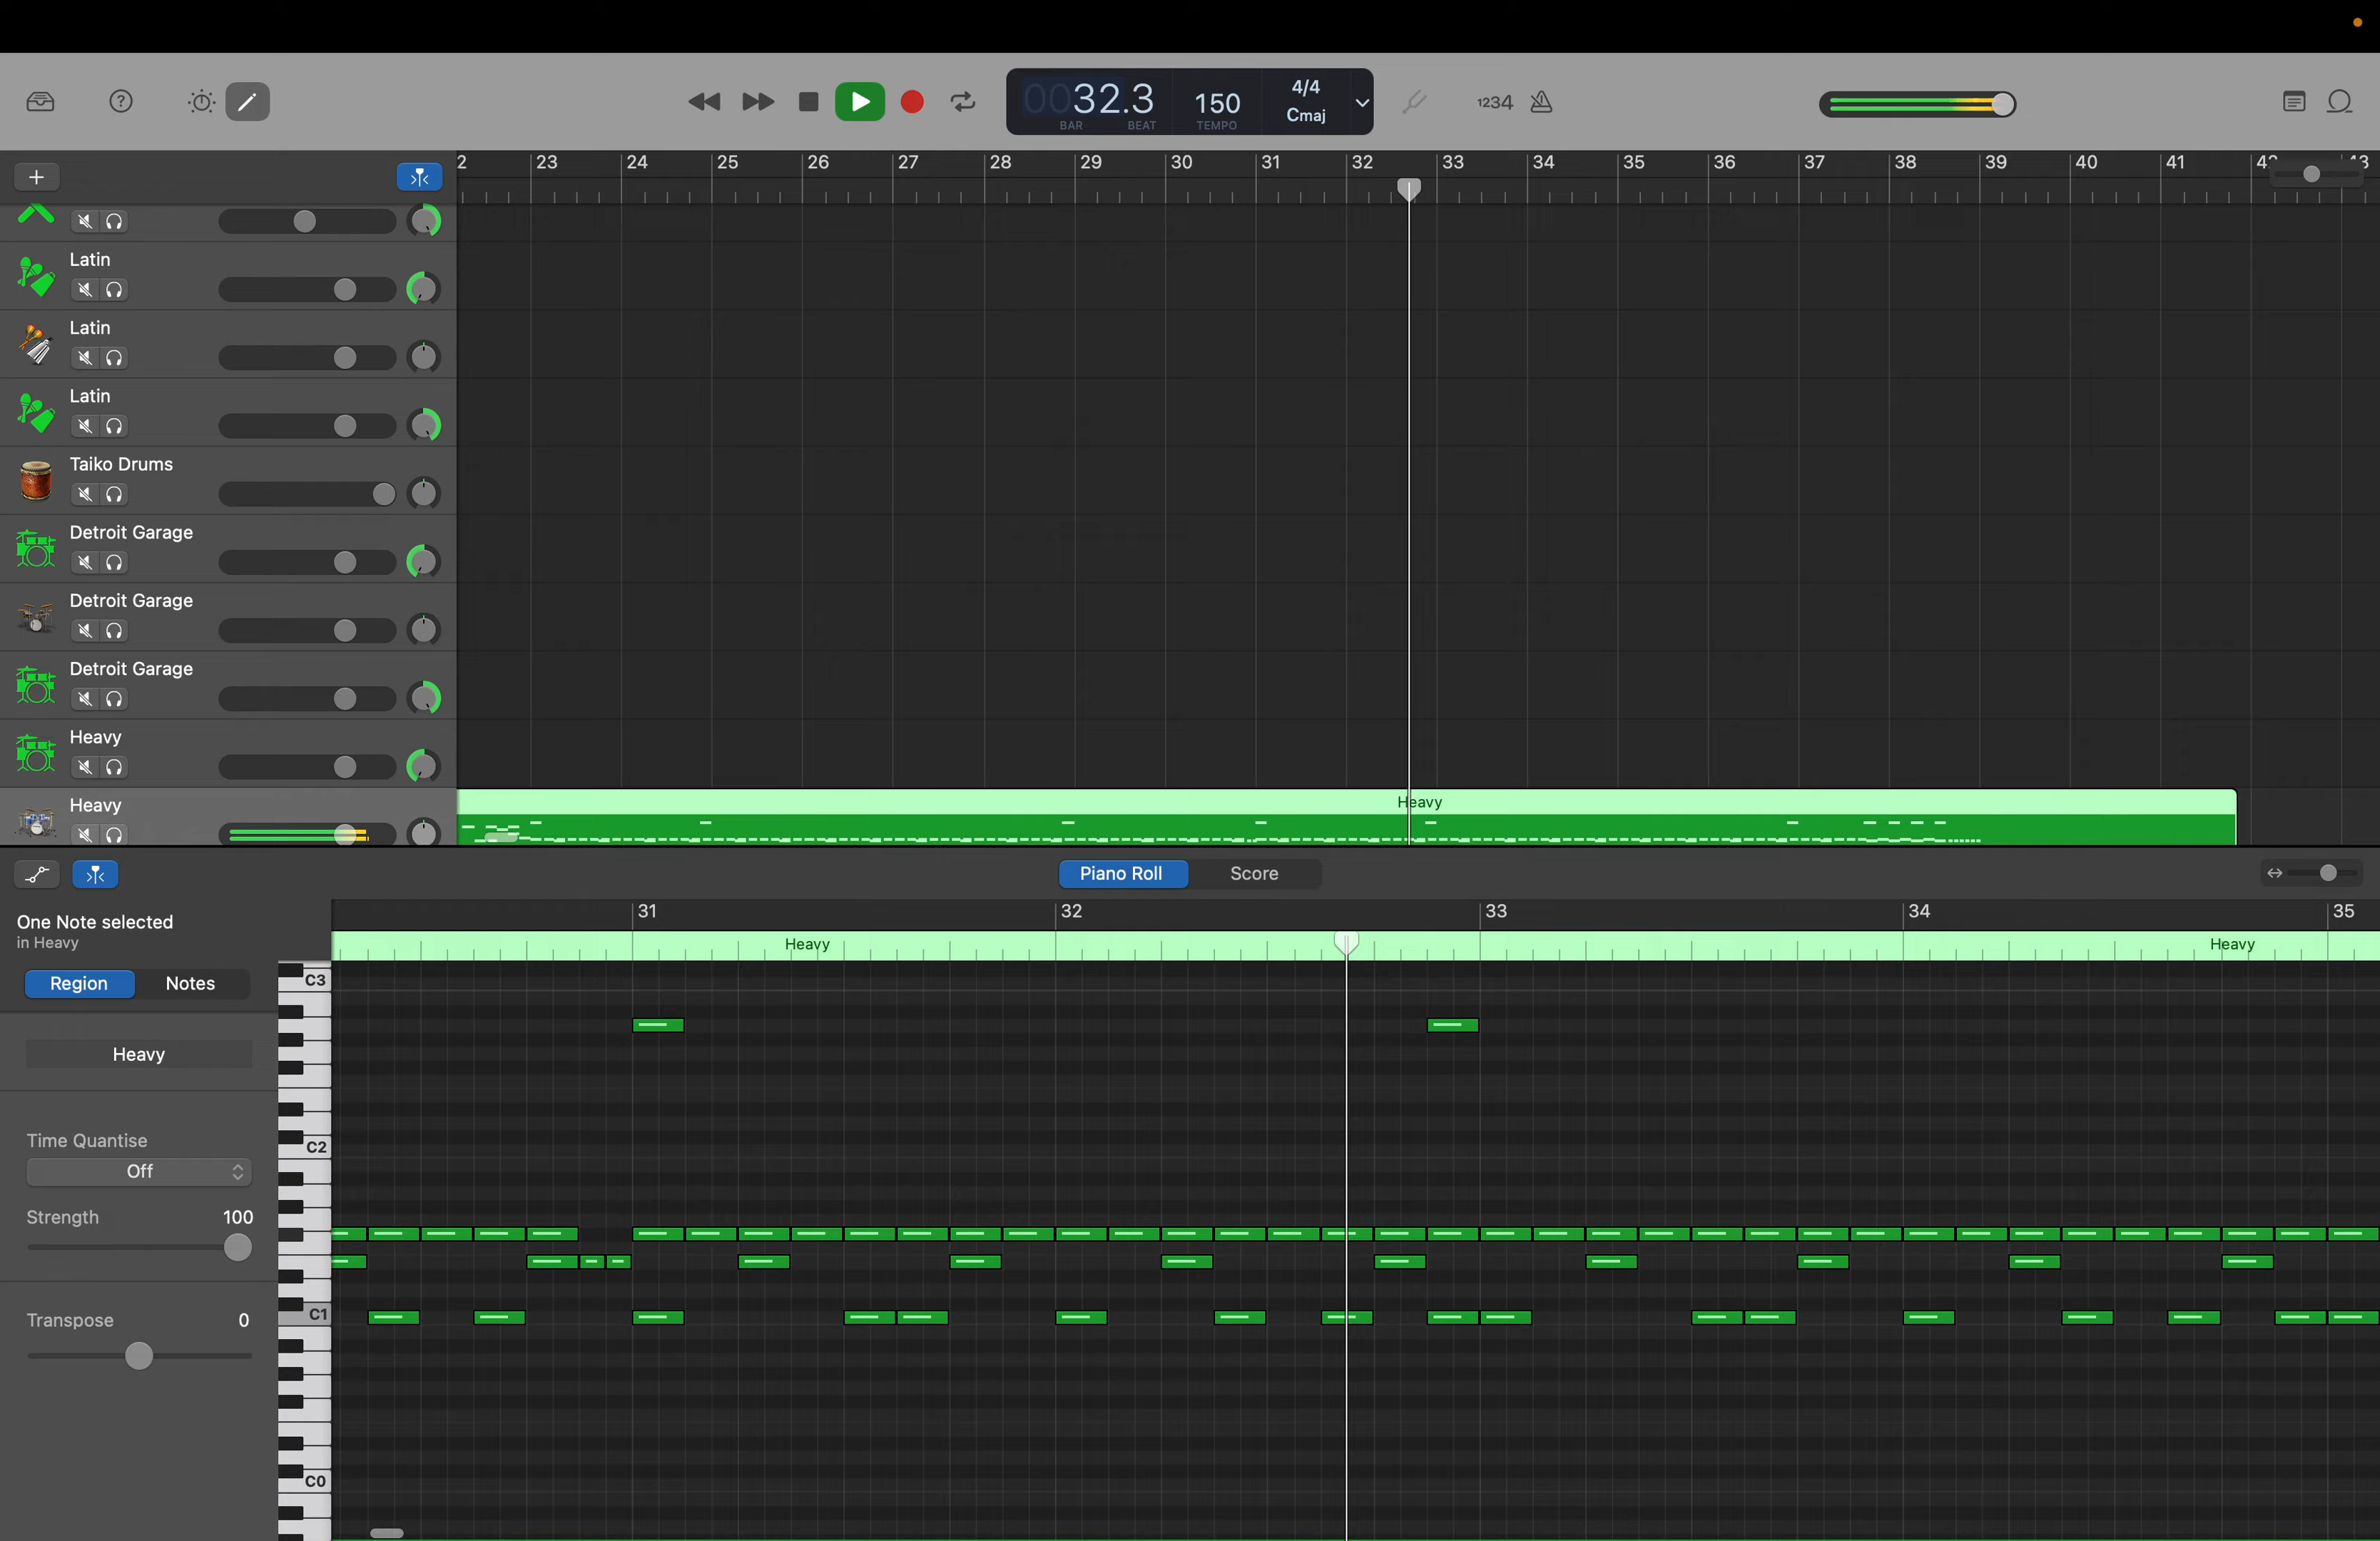 0032.3
BAR BEAT
150
TEMPO
4/4
Cmaj
1234
2 23 24 25 26 27 28 29 30 31 32 33 34 35 36 37 38 39 40 41
Latin
Latin
Latin
Taiko Drums
Detroit Garage
Detroit Garage
Detroit Garage
Heavy
Heavy
Heavy
Piano Roll Score
One Note selected
in Heavy
31 32 33 34 35
Heavy Heavy
Region Notes
Heavy
Time Quantise
Off
Strength 100
Transpose 0
C3
C2
C1
C0